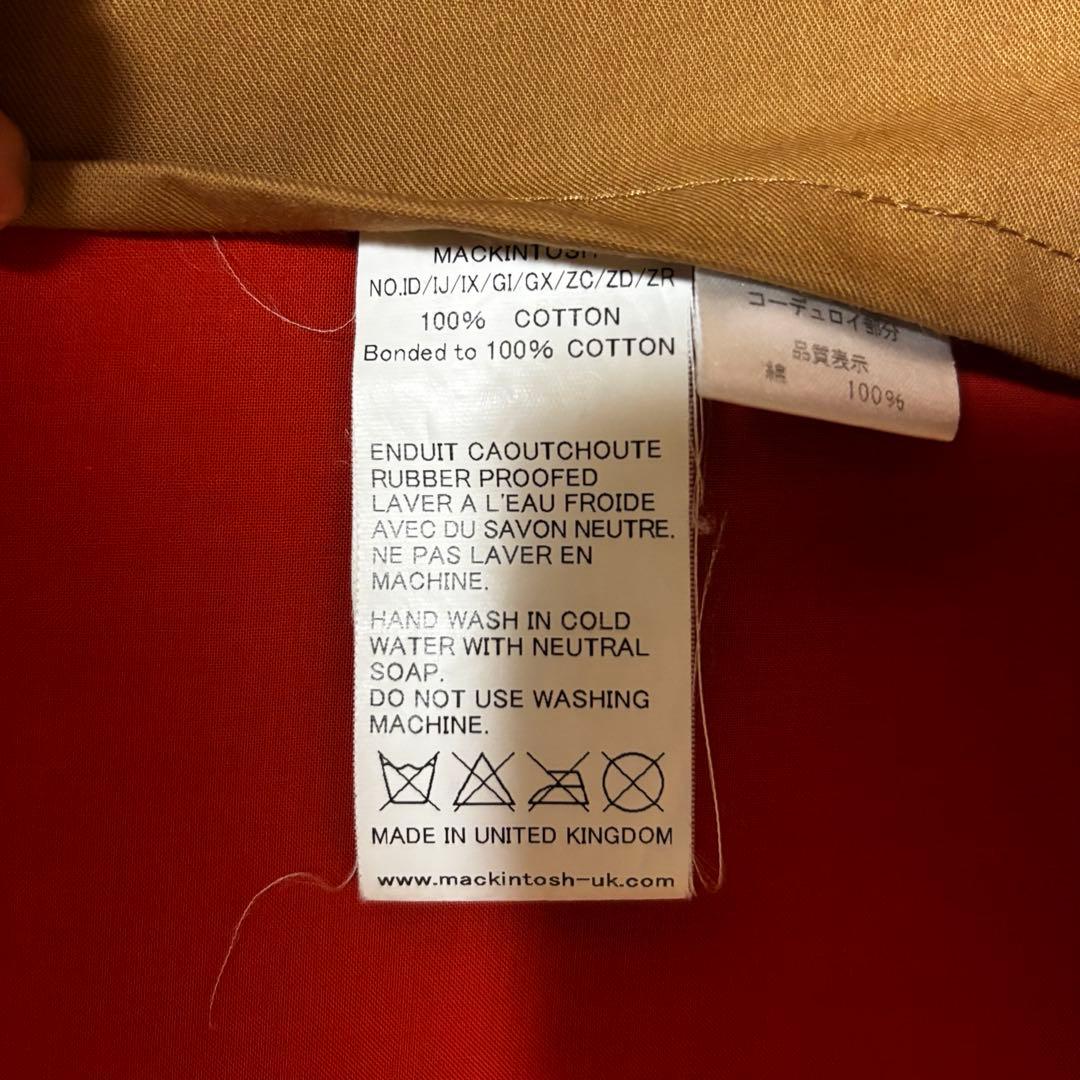 MACKINTOSH
NO.ID/IJ/IX/GI/GX/ZC/ZD/ZR
100% COTTON
Bonded to 100% COTTON
ENDUIT CAOUTCHOUTE
RUBBER PROOFED
LAVER A L'EAU FROIDE
AVEC DU SAVON NEUTRE.
NE PAS LAVER EN
MACHINE.
HAND WASH IN COLD
WATER WITH NEUTRAL
SOAP.
DO NOT USE WASHING
MACHINE.
MADE IN UNITED KINGDOM
www.mackintosh-uk.com
コーデュロイ部分
品質表示
綿 100%